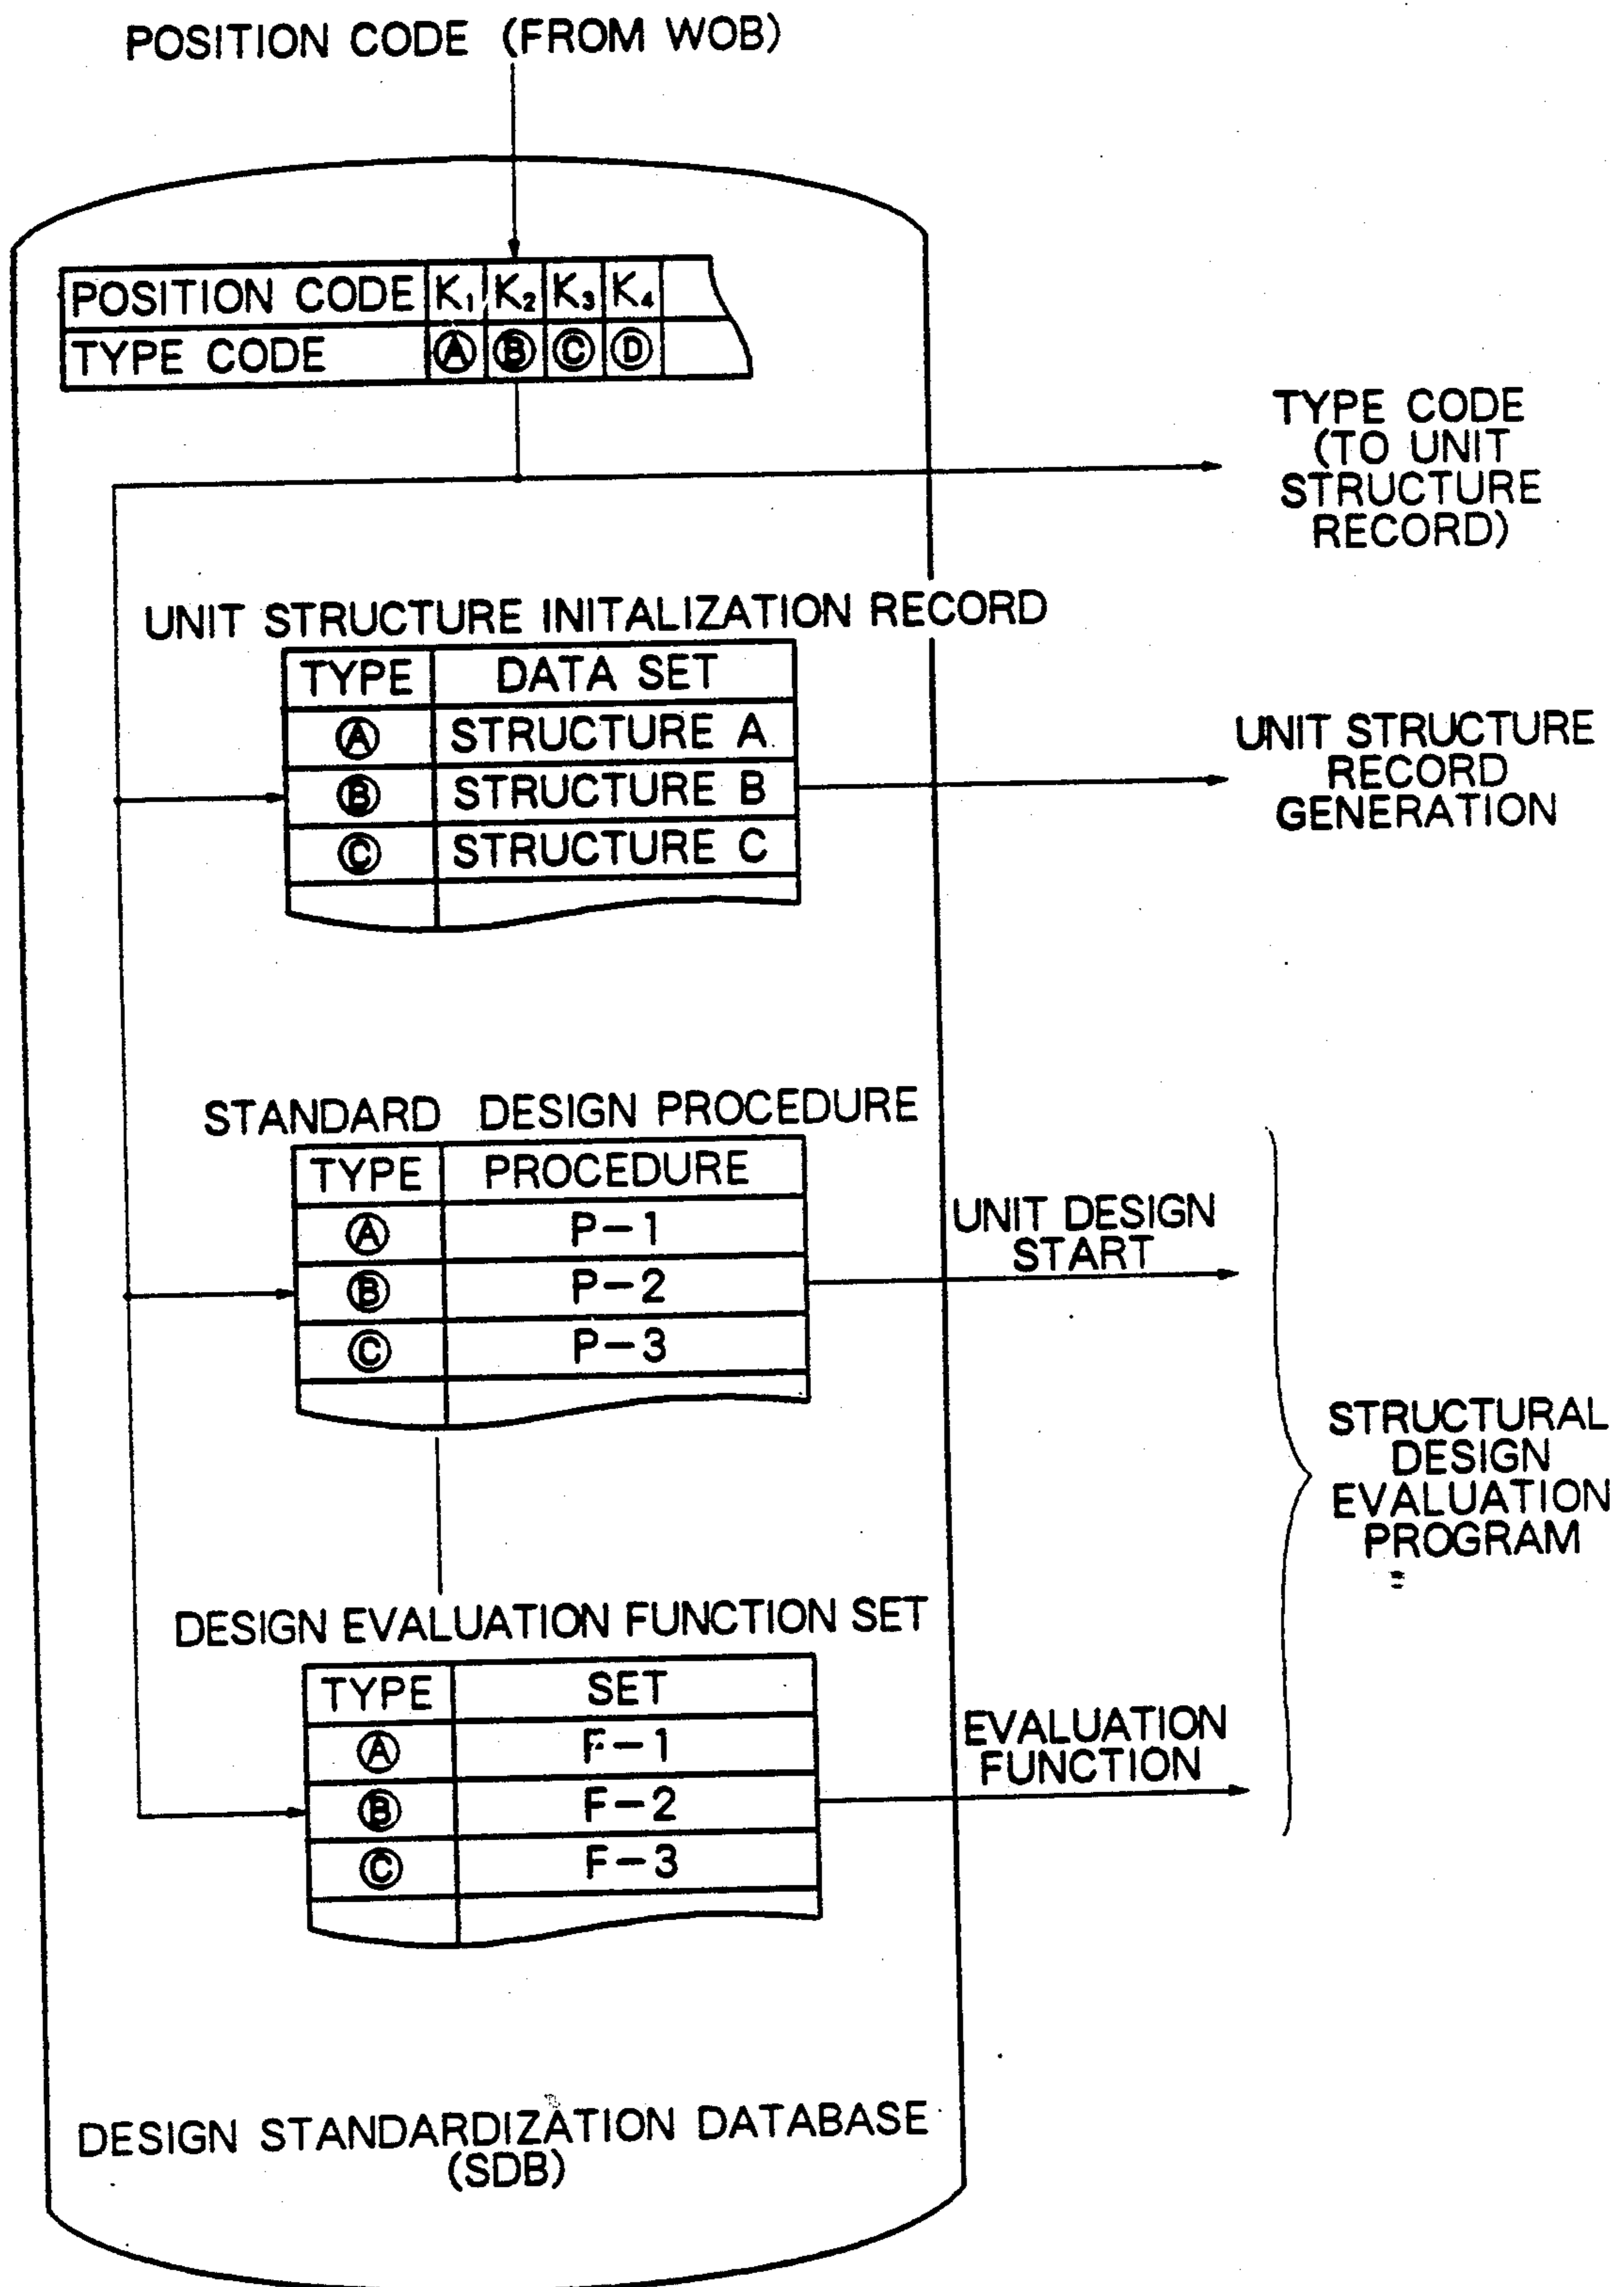 POSITION CODE (FROM WOB)
POSITION CODE K₁ K₂ K₃ K₄
TYPE CODE Ⓐ Ⓑ Ⓒ Ⓓ
TYPE CODE
(TO UNIT
STRUCTURE
RECORD)
UNIT STRUCTURE INITALIZATION RECORD
TYPE DATA SET
Ⓐ STRUCTURE A
Ⓑ STRUCTURE B
Ⓒ STRUCTURE C
UNIT STRUCTURE
RECORD
GENERATION
STANDARD DESIGN PROCEDURE
TYPE PROCEDURE
Ⓐ P-1
Ⓑ P-2
Ⓒ P-3
UNIT DESIGN
START
STRUCTURAL
DESIGN
EVALUATION
PROGRAM
DESIGN EVALUATION FUNCTION SET
TYPE SET
Ⓐ F-1
Ⓑ F-2
Ⓒ F-3
EVALUATION
FUNCTION
DESIGN STANDARDIZATION DATABASE
(SDB)